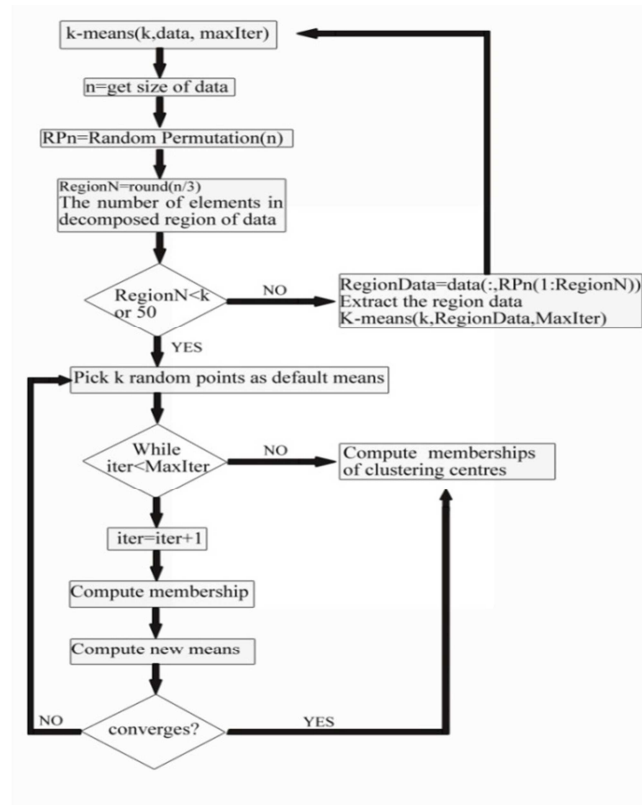 k-means(k,data, maxIter)
n=get size of data
RPn=Random Permutation(n)
RegionN=round(n/3)
The number of elements in
decomposed region of data
RegionN<k
or 50
NO
RegionData=data(:,RPn(1:RegionN))
Extract the region data
K-means(k,RegionData,MaxIter)
YES
Pick k random points as default means
While
iter<MaxIter
NO
Compute memberships
of clustering centres
iter=iter+1
Compute membership
Compute new means
converges?
NO
YES